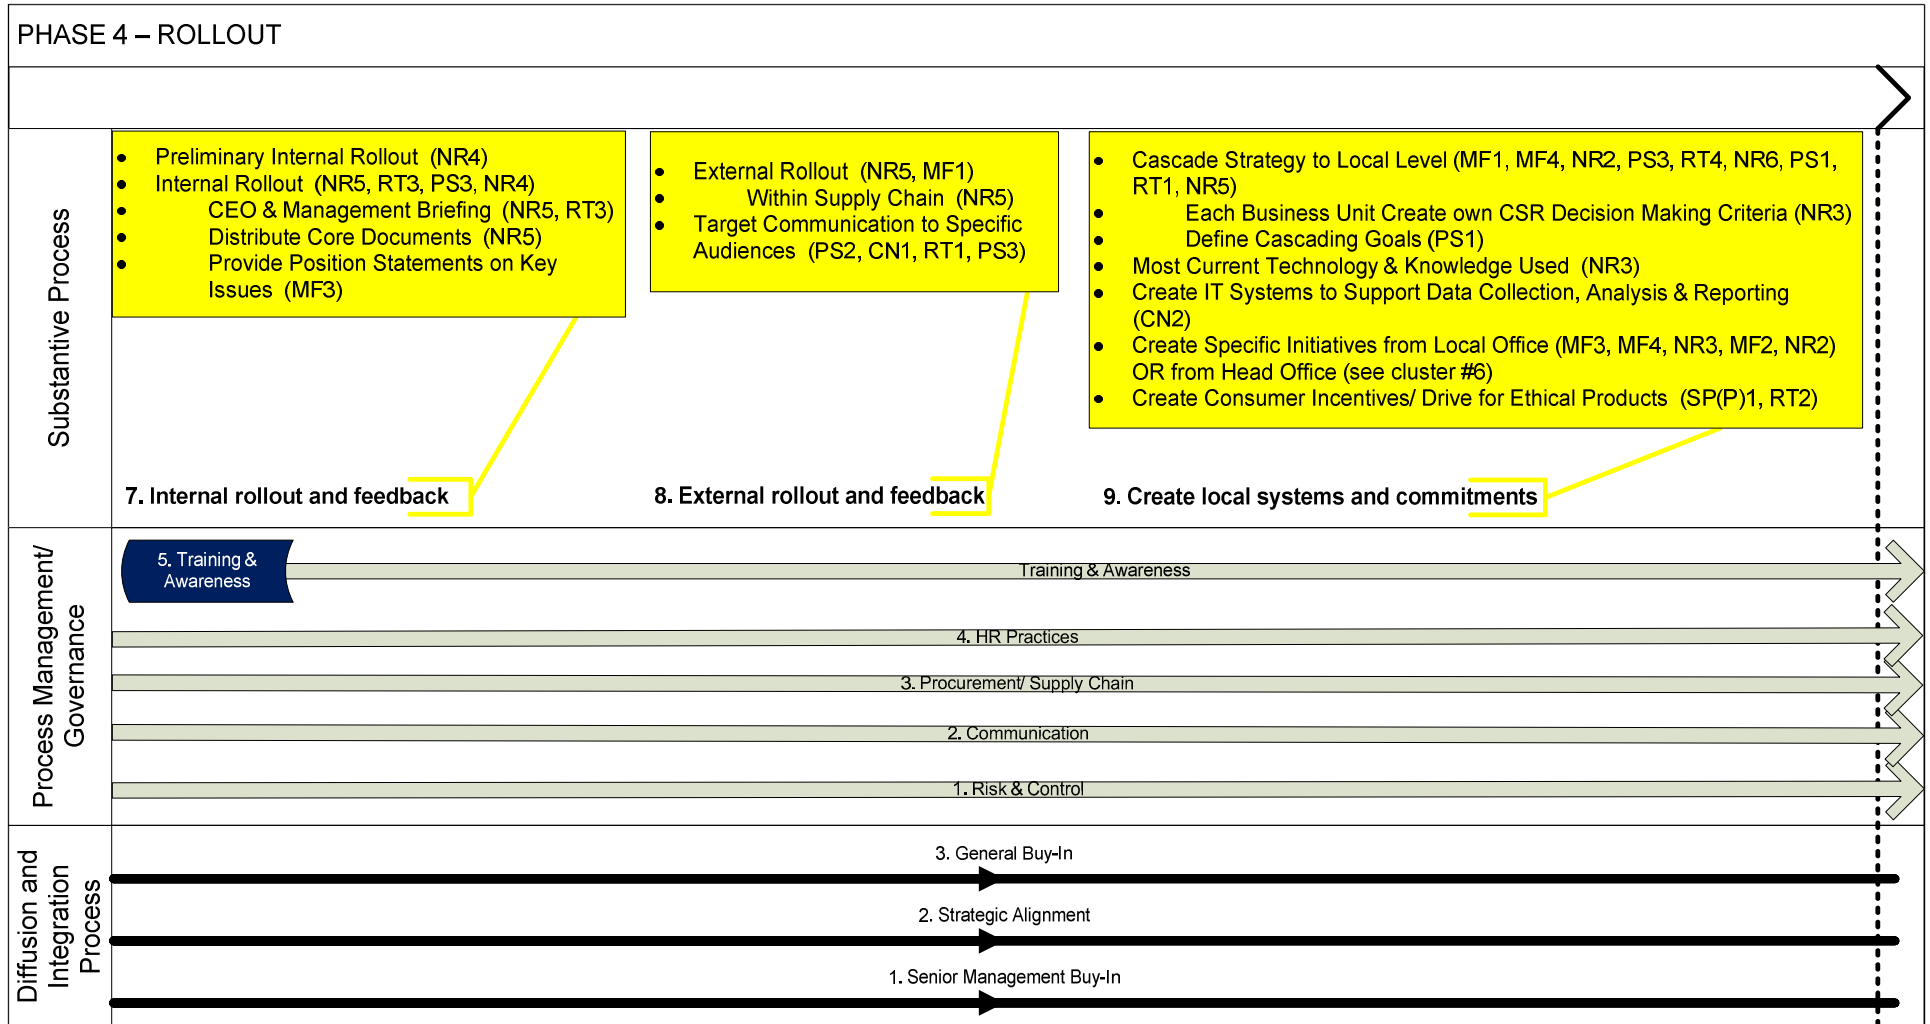 PHASE 4 – ROLLOUT
Substantive Process
• Preliminary Internal Rollout (NR4)
• Internal Rollout (NR5, RT3, PS3, NR4)
• CEO & Management Briefing (NR5, RT3)
• Distribute Core Documents (NR5)
• Provide Position Statements on Key
Issues (MF3)
• External Rollout (NR5, MF1)
• Within Supply Chain (NR5)
• Target Communication to Specific
Audiences (PS2, CN1, RT1, PS3)
• Cascade Strategy to Local Level (MF1, MF4, NR2, PS3, RT4, NR6, PS1,
RT1, NR5)
• Each Business Unit Create own CSR Decision Making Criteria (NR3)
• Define Cascading Goals (PS1)
• Most Current Technology & Knowledge Used (NR3)
• Create IT Systems to Support Data Collection, Analysis & Reporting
(CN2)
• Create Specific Initiatives from Local Office (MF3, MF4, NR3, MF2, NR2)
OR from Head Office (see cluster #6)
• Create Consumer Incentives/ Drive for Ethical Products (SP(P)1, RT2)
7. Internal rollout and feedback
8. External rollout and feedback
9. Create local systems and commitments
Process Management/
Governance
5. Training &
Awareness
Training & Awareness
4. HR Practices
3. Procurement/ Supply Chain
2. Communication
1. Risk & Control
Diffusion and
Integration
Process
3. General Buy-In
2. Strategic Alignment
1. Senior Management Buy-In